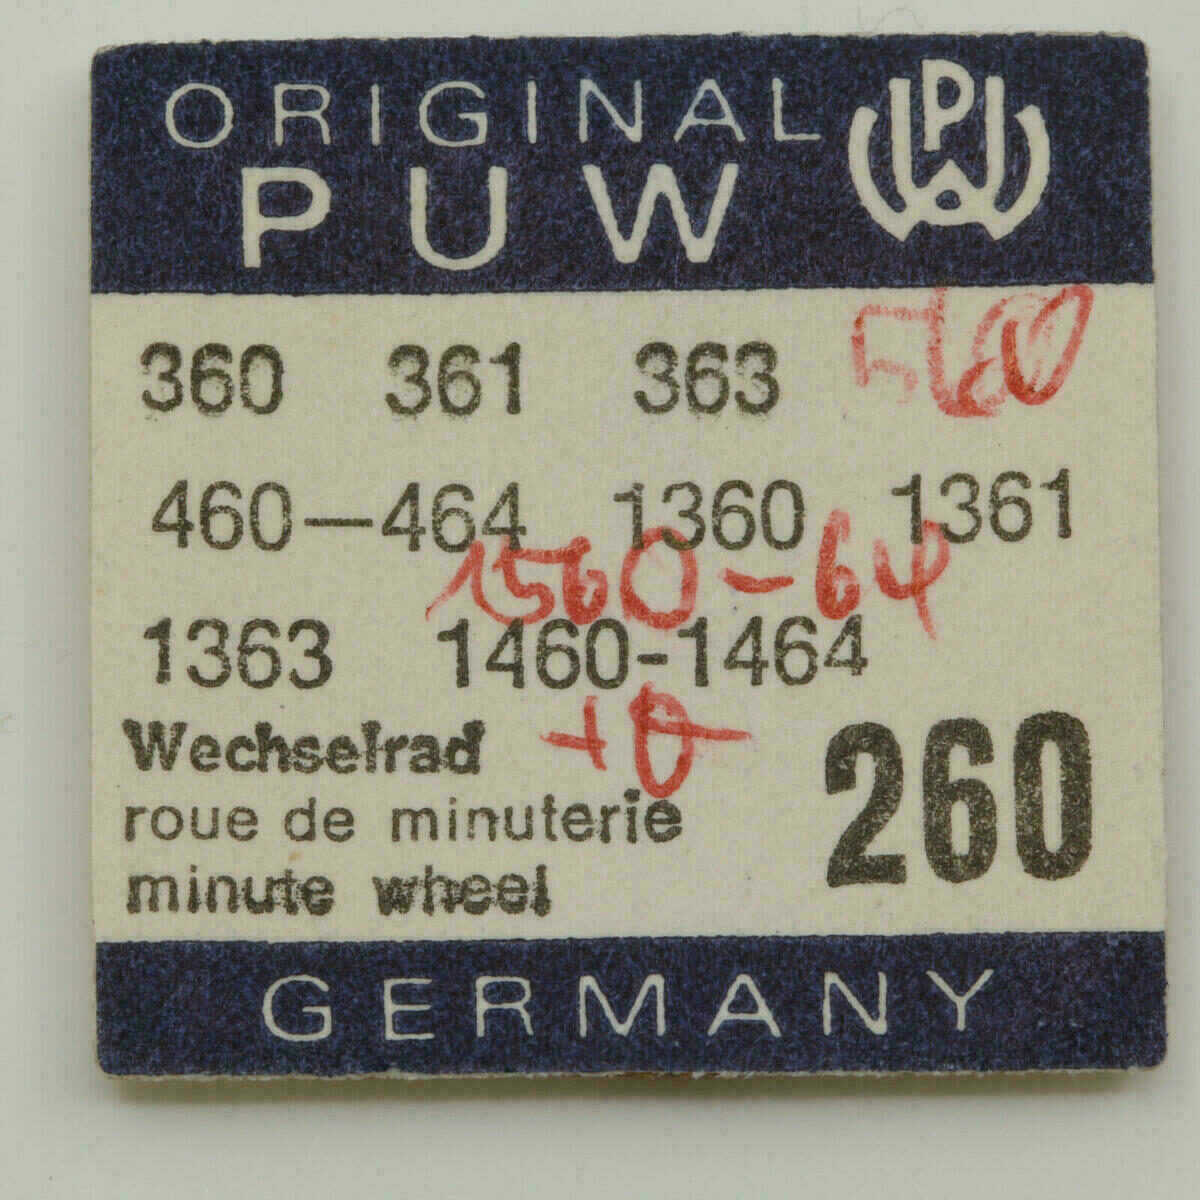 ORIGINAL
PUW
PUW
360 361 363 560
460—464 1360 1361
1560-64
1363 1460-1464
+0
Wechselrad
roue de minuterie
minute wheel
260
GERMANY